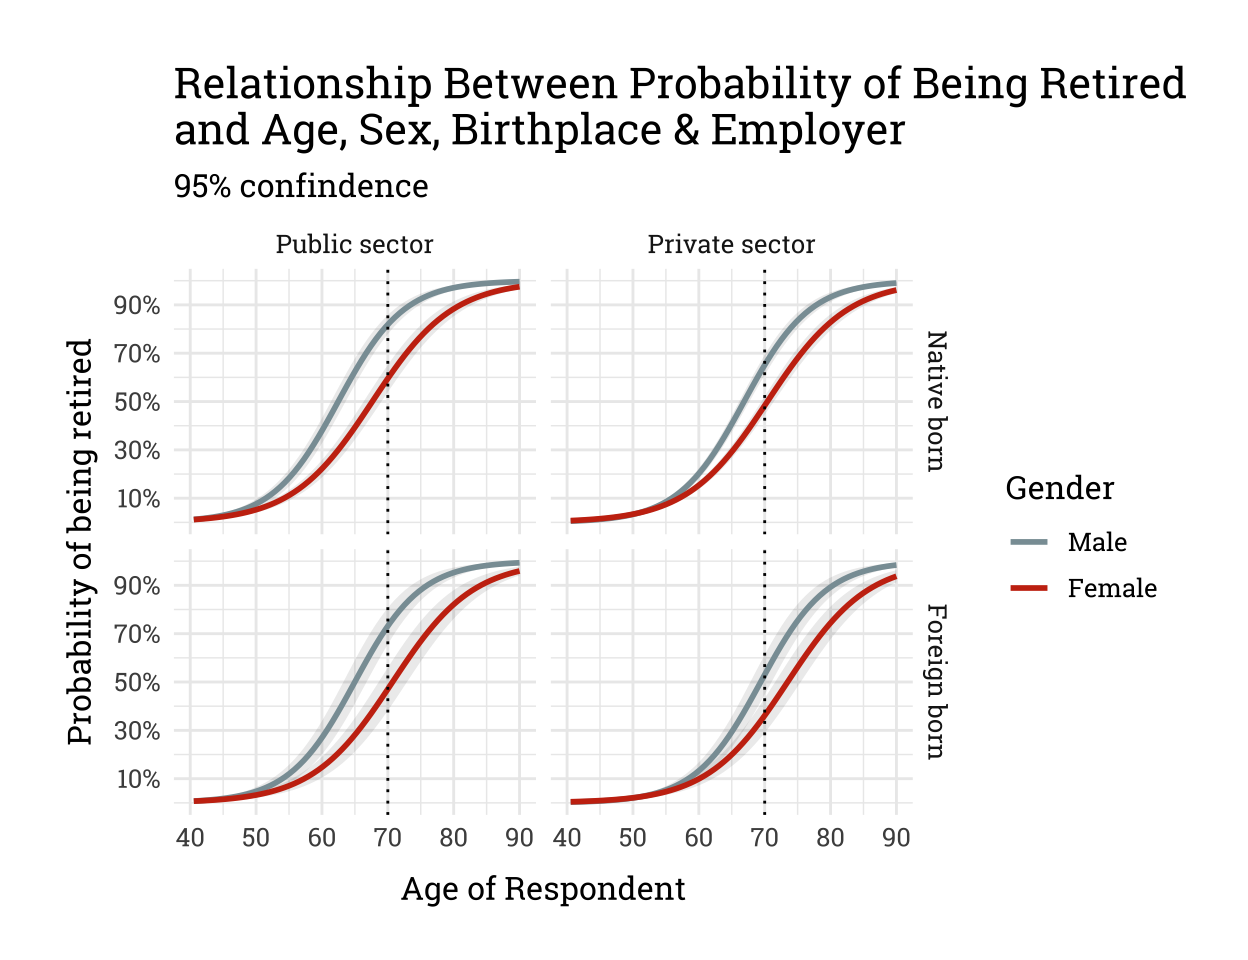 Relationship Between Probability of Being Retired
and Age, Sex, Birthplace & Employer
95% confindence
Public sector
Private sector
90%
70%
50%
30%
10%
Native born
90%
70%
50%
30%
10%
Foreign born
Probability of being retired
40 50 60 70 80 90
40 50 60 70 80 90
Age of Respondent
Gender
Male
Female